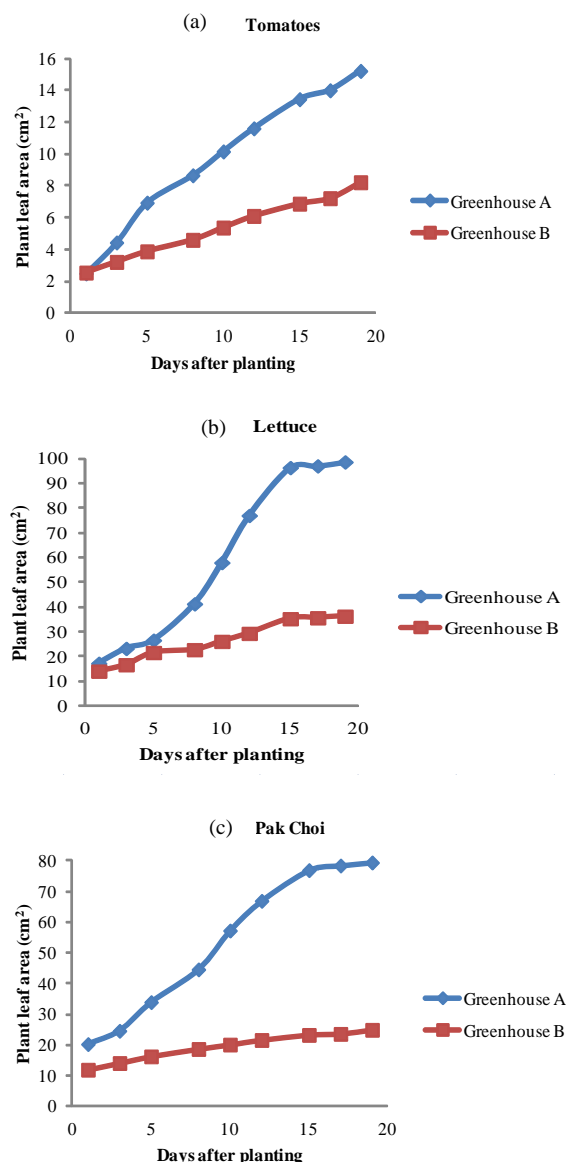 (a) Tomatoes
16
14
12
10
8
6
4
2
0
Plant leaf area (cm²)
0 5 10 15 20
Days after planting
Greenhouse A
Greenhouse B
(b) Lettuce
100
90
80
70
60
50
40
30
20
10
0
Plant leaf area (cm²)
0 5 10 15 20
Days after planting
Greenhouse A
Greenhouse B
(c) Pak Choi
80
70
60
50
40
30
20
10
0
Plant leaf area (cm²)
0 5 10 15 20
Days after planting
Greenhouse A
Greenhouse B